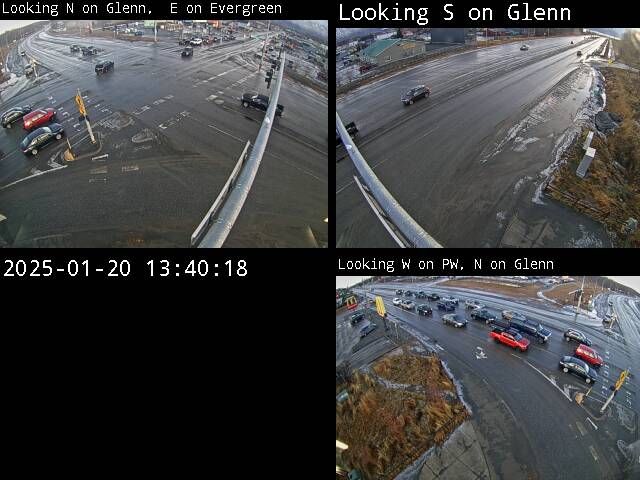 Looking N on Glenn,  E on Evergreen
Looking S on Glenn
2025-01-20 13:40:18
Looking W on PW, N on Glenn